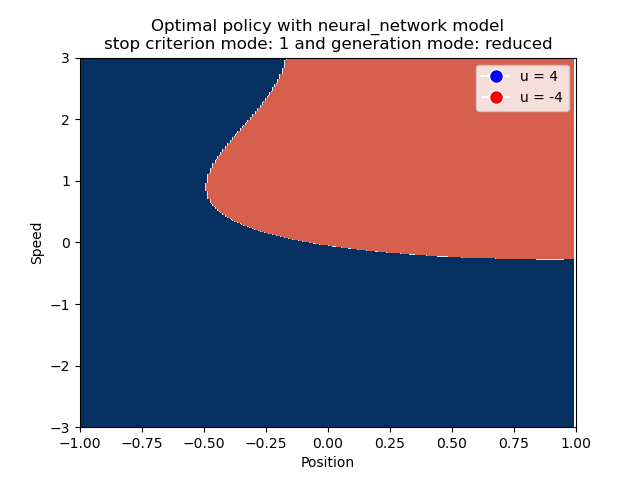 Optimal policy with neural_network model
stop criterion mode: 1 and generation mode: reduced
3
2
1
0
−1
−2
−3
Speed
u = 4
u = -4
−1.00 −0.75 −0.50 −0.25 0.00 0.25 0.50 0.75 1.00
Position